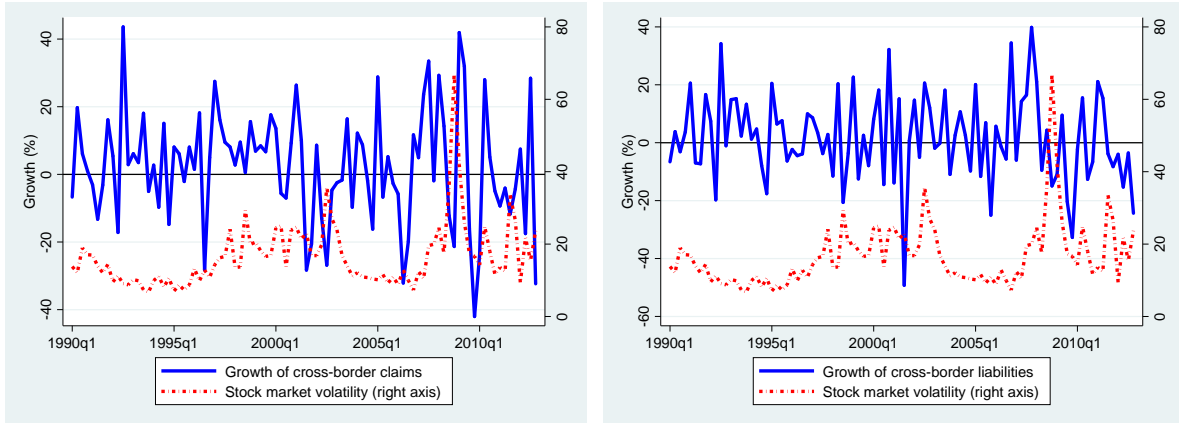 Growth (%)
40
20
0
-20
-40
80
60
40
20
0
1990q1 1995q1 2000q1 2005q1 2010q1
Growth of cross-border claims
Stock market volatility (right axis)
Growth (%)
40
20
0
-20
-40
-60
80
60
40
20
0
1990q1 1995q1 2000q1 2005q1 2010q1
Growth of cross-border liabilities
Stock market volatility (right axis)